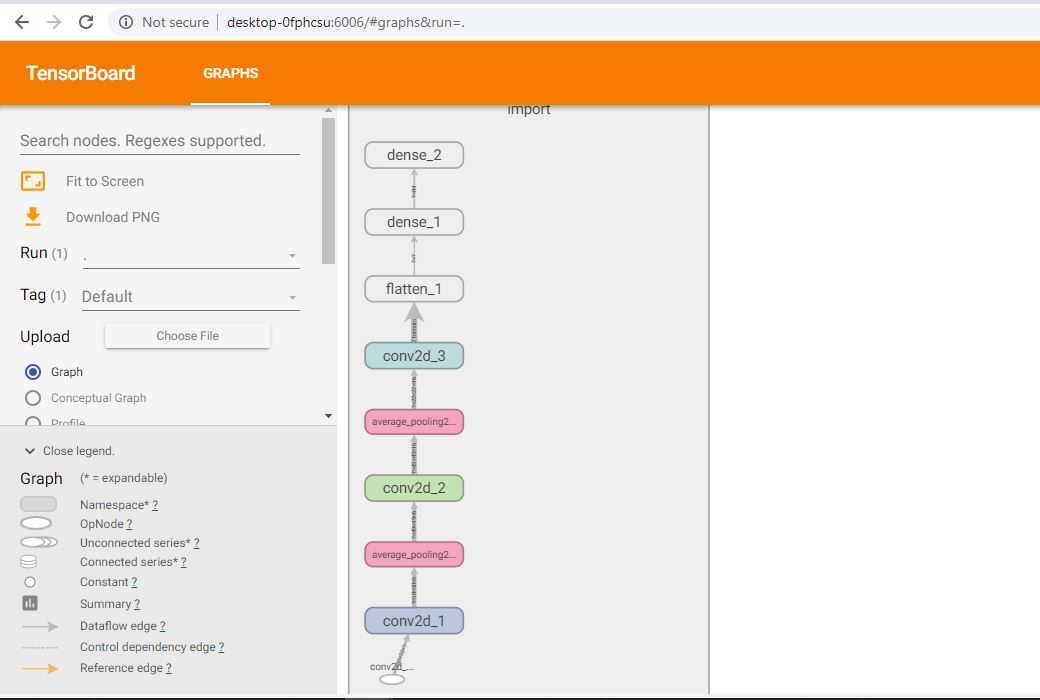 Not secure | desktop-0fphcsu:6006/#graphs&run=.
TensorBoard GRAPHS
Search nodes. Regexes supported.
Fit to Screen
Download PNG
Run (1) .
Tag (1) Default
Upload Choose File
Graph
Conceptual Graph
Profile
Close legend.
Graph (* = expandable)
Namespace* ?
OpNode ?
Unconnected series* ?
Connected series* ?
Constant ?
Summary ?
Dataflow edge ?
Control dependency edge ?
Reference edge ?
import
dense_2
dense_1
flatten_1
conv2d_3
average_pooling2...
conv2d_2
average_pooling2...
conv2d_1
conv2d_...